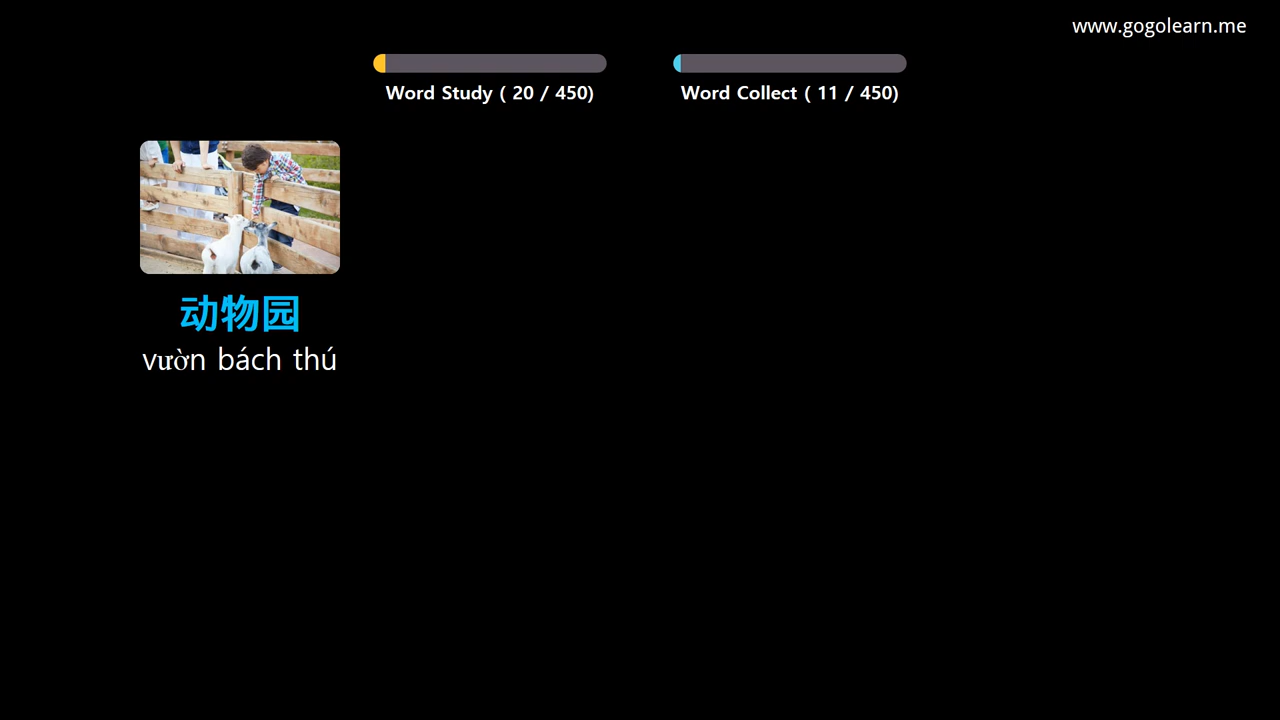 www.gogolearn.me
Word Study ( 20 / 450)
Word Collect ( 11 / 450)
动物园
vườn bách thú